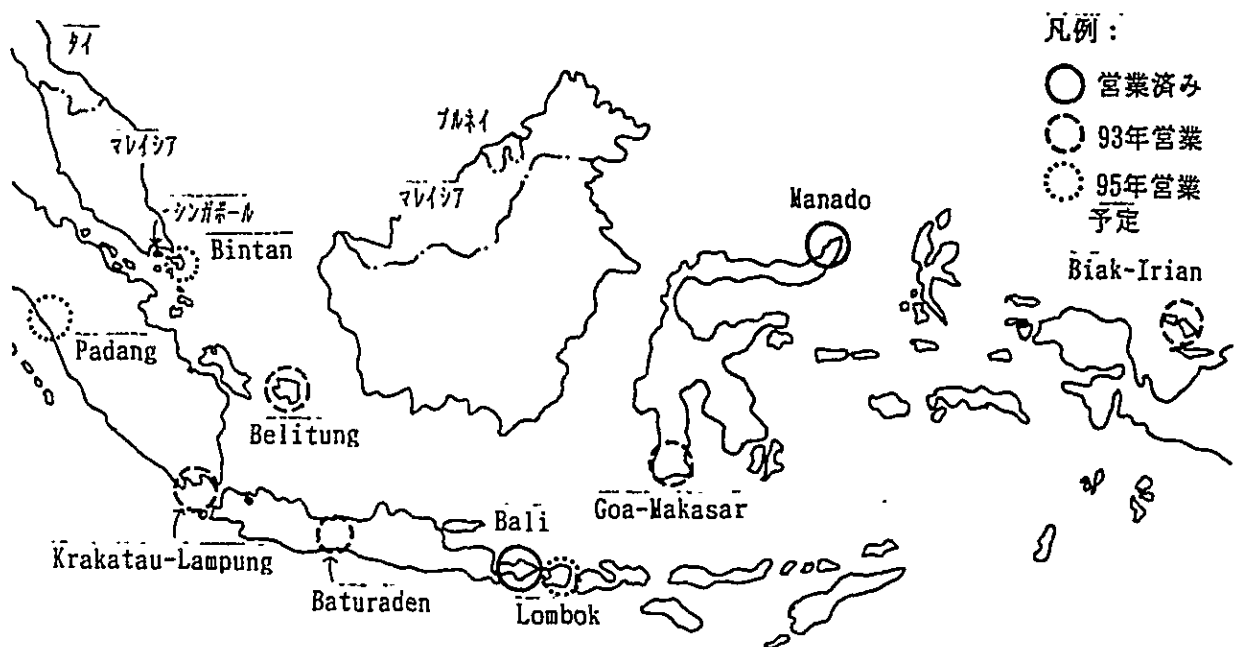 タイ
凡例：
営業済み
ブルネイ
93年営業
マレイシア
95年営業
予定
マレイシア
Manado
シンガポール
Bintan
Biak-Irian
Padang
Belitung
Goa-Makasar
Bali
Krakatau-Lampung
Baturaden
Lombok